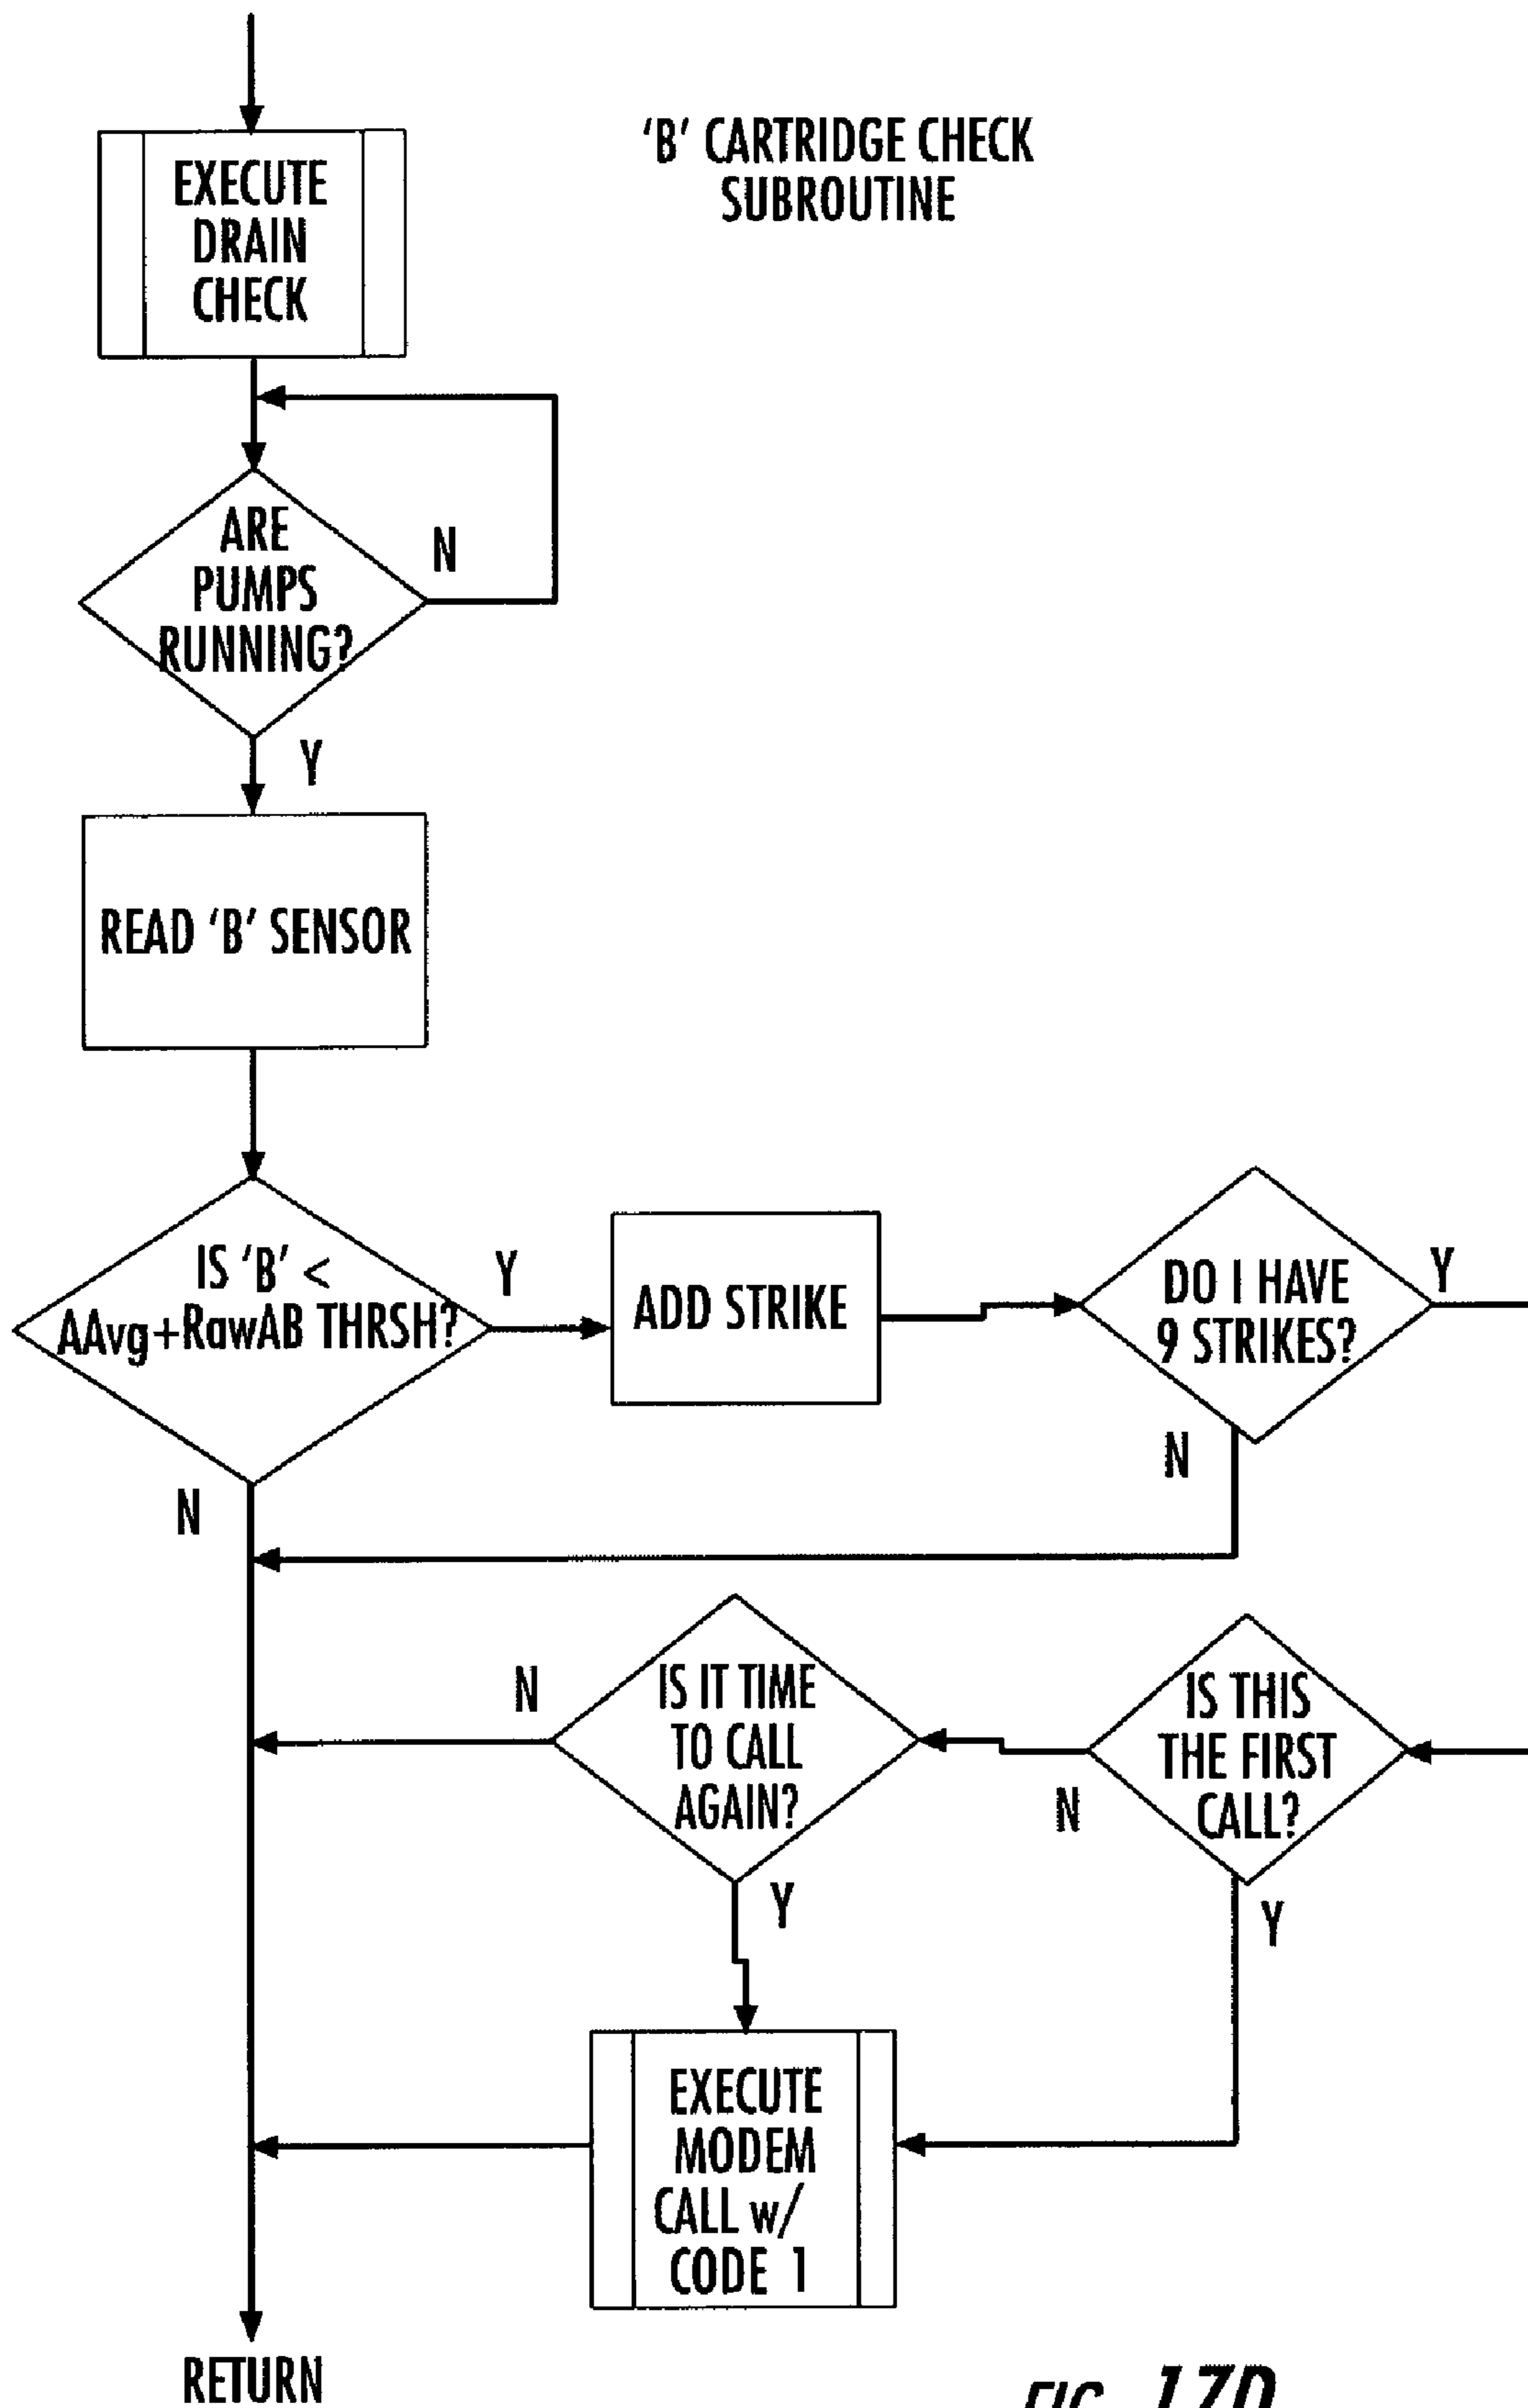 'B' CARTRIDGE CHECK
SUBROUTINE
EXECUTE
DRAIN
CHECK
ARE
PUMPS
RUNNING?
N
Y
READ 'B' SENSOR
IS 'B' <
AAvg+RawAB THRSH?
Y
N
ADD STRIKE
DO I HAVE
9 STRIKES?
Y
N
IS THIS
THE FIRST
CALL?
N
Y
IS IT TIME
TO CALL
AGAIN?
N
Y
EXECUTE
MODEM
CALL w/
CODE 1
RETURN
FIG. 17D